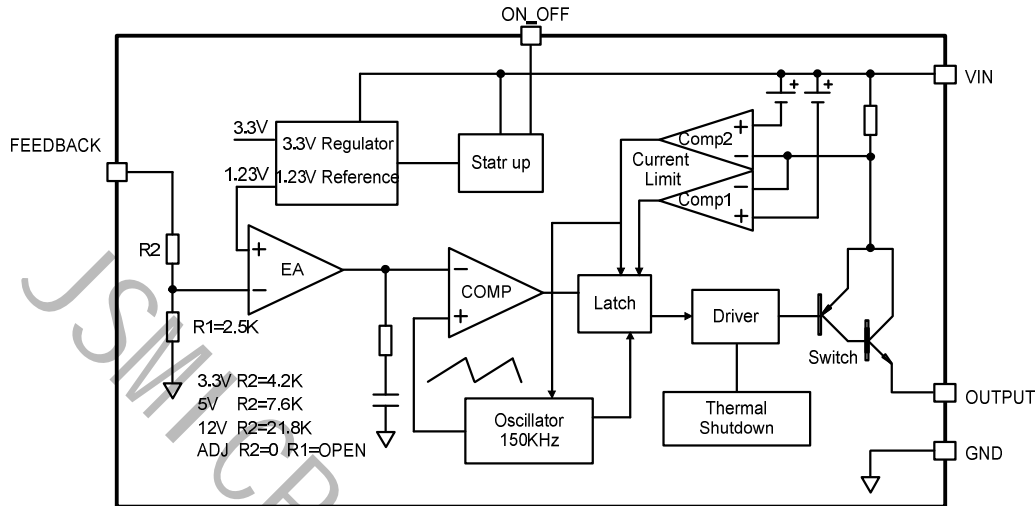 ON_OFF
VIN
FEEDBACK
3.3V
3.3V Regulator
1.23V
1.23V Reference
Statr up
+
+
+
Comp2
−
Current
Limit
−
Comp1
+
R2
+
EA
−
−
COMP
+
Latch
Driver
Switch
R1=2.5K
3.3V R2=4.2K
5V R2=7.6K
12V R2=21.8K
ADJ R2=0 R1=OPEN
Oscillator
150KHz
Thermal
Shutdown
OUTPUT
GND